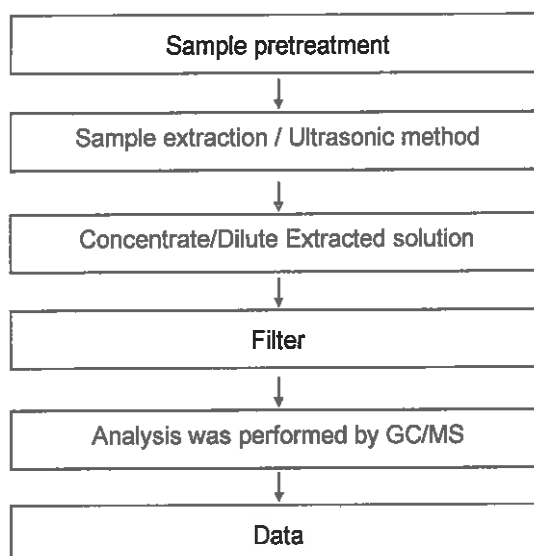 Sample pretreatment
Sample extraction / Ultrasonic method
Concentrate/Dilute Extracted solution
Filter
Analysis was performed by GC/MS
Data